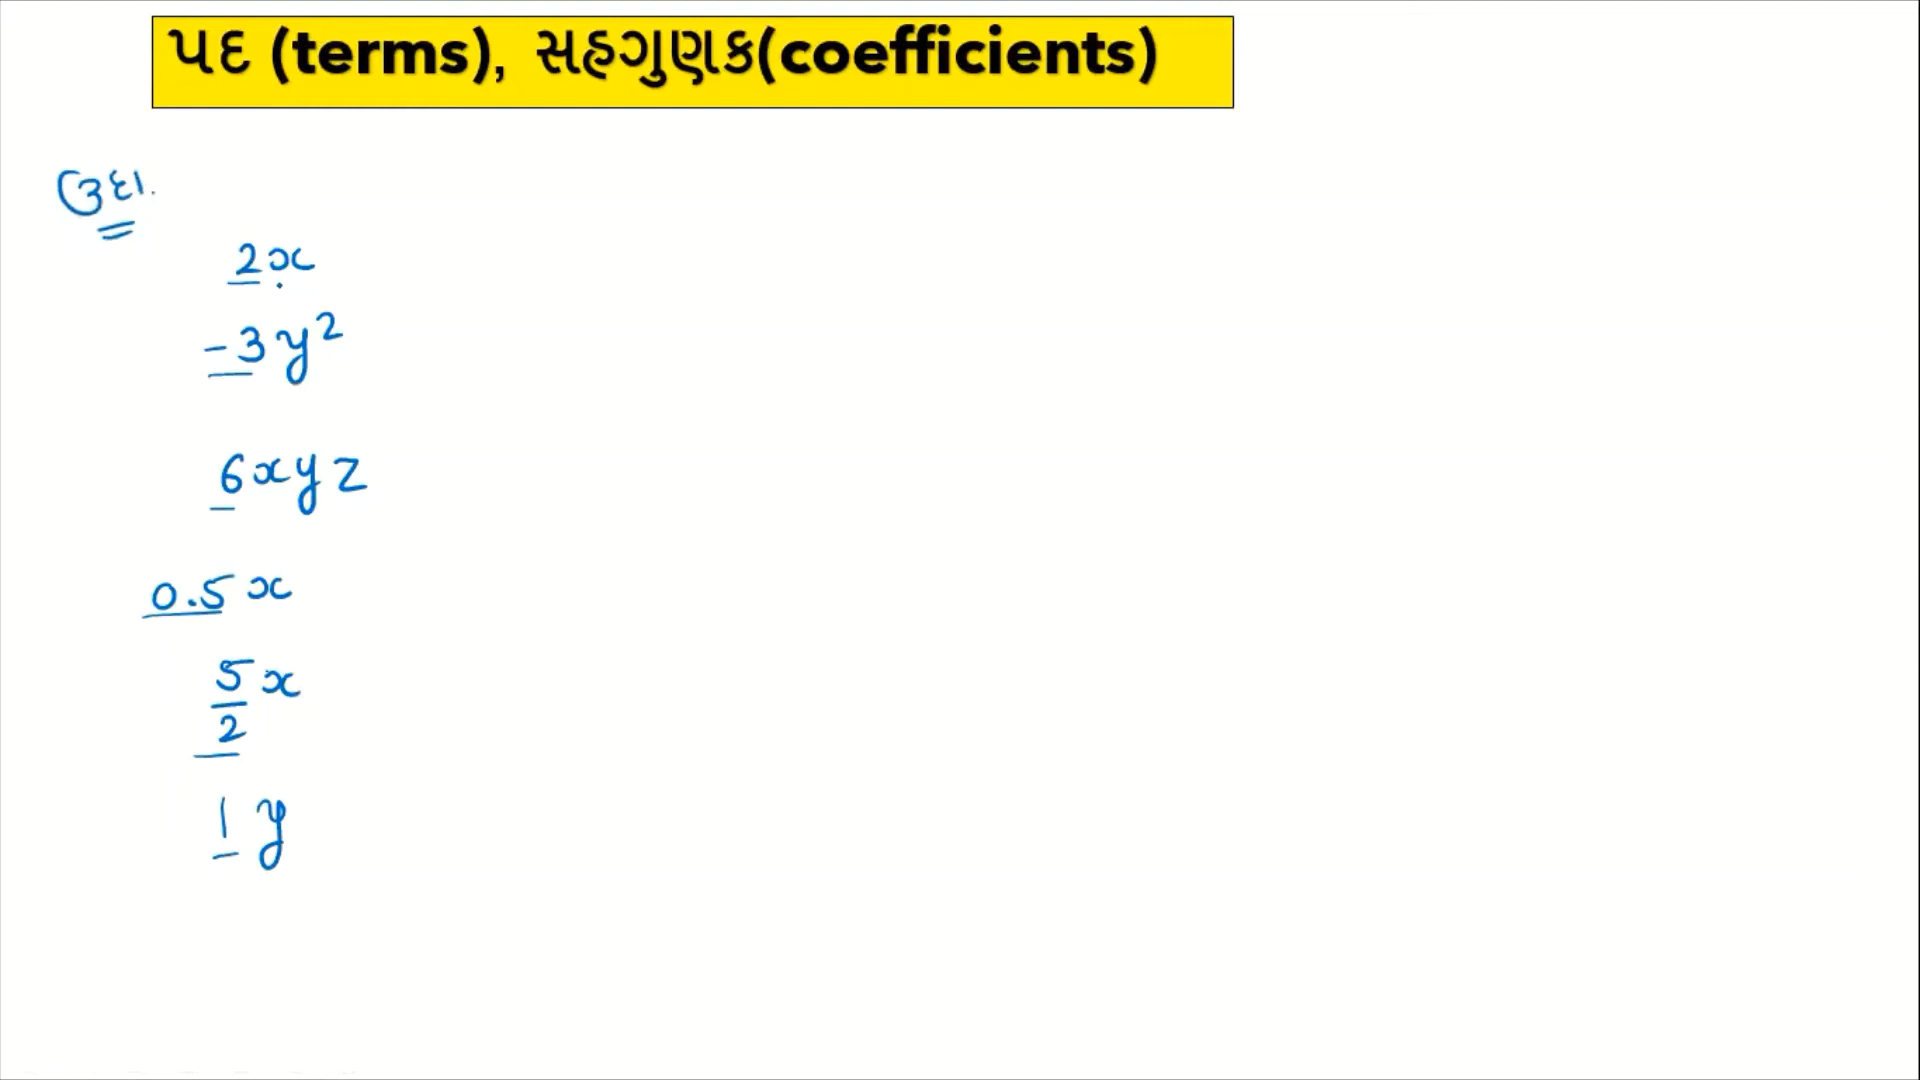 પદ (terms), સહગુણક(coefficients)
ઉદા.
2x
-3y²
6xyz
0.5x
5/2 x
1y